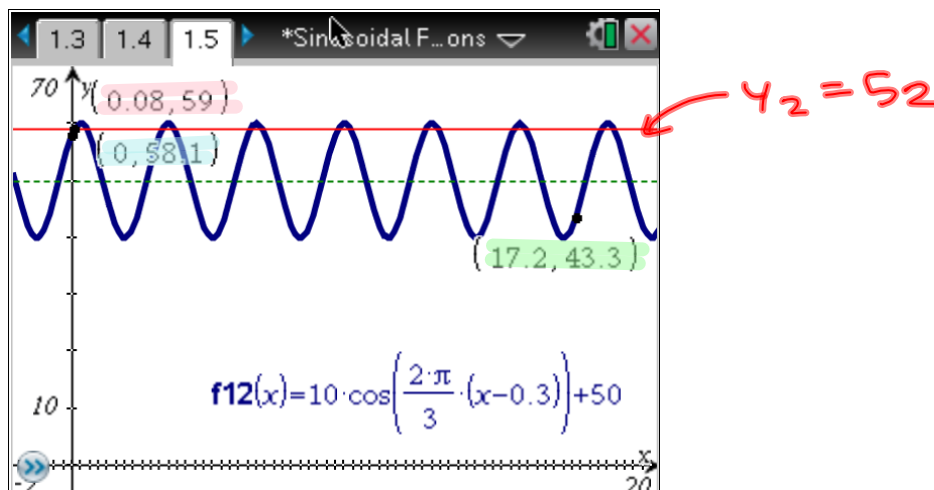 1.3 1.4 1.5 *Sinusoidal F…ons
70 y
(0.08,59)
y₂ = 52
(0,58.1)
(17.2,43.3)
f12(x)=10·cos(2·π/3·(x−0.3))+50
10
x
-2 20